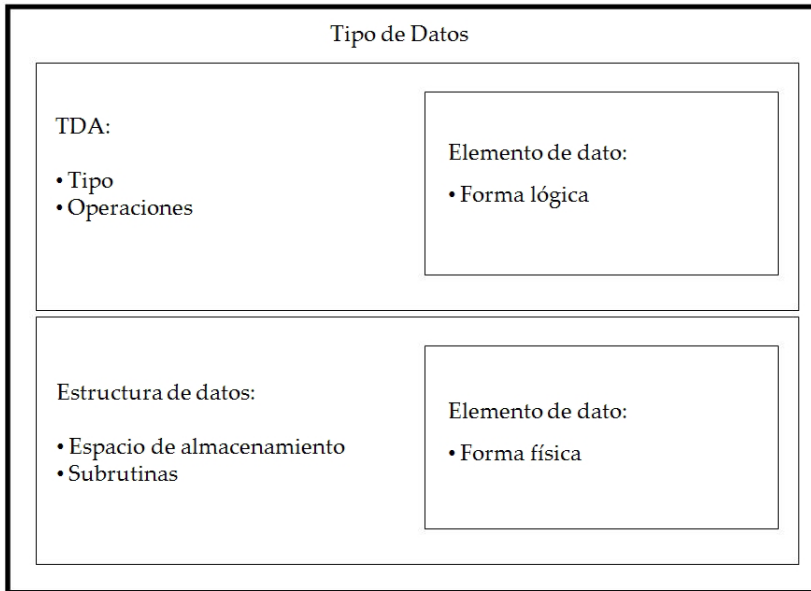 Tipo de Datos
TDA:
• Tipo
• Operaciones
Elemento de dato:
• Forma lógica
Estructura de datos:
• Espacio de almacenamiento
• Subrutinas
Elemento de dato:
• Forma física